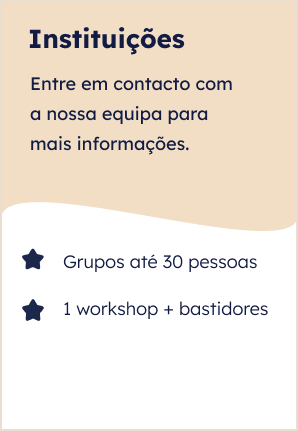 Instituições
Entre em contacto com
a nossa equipa para
mais informações.
Grupos até 30 pessoas
1 workshop + bastidores